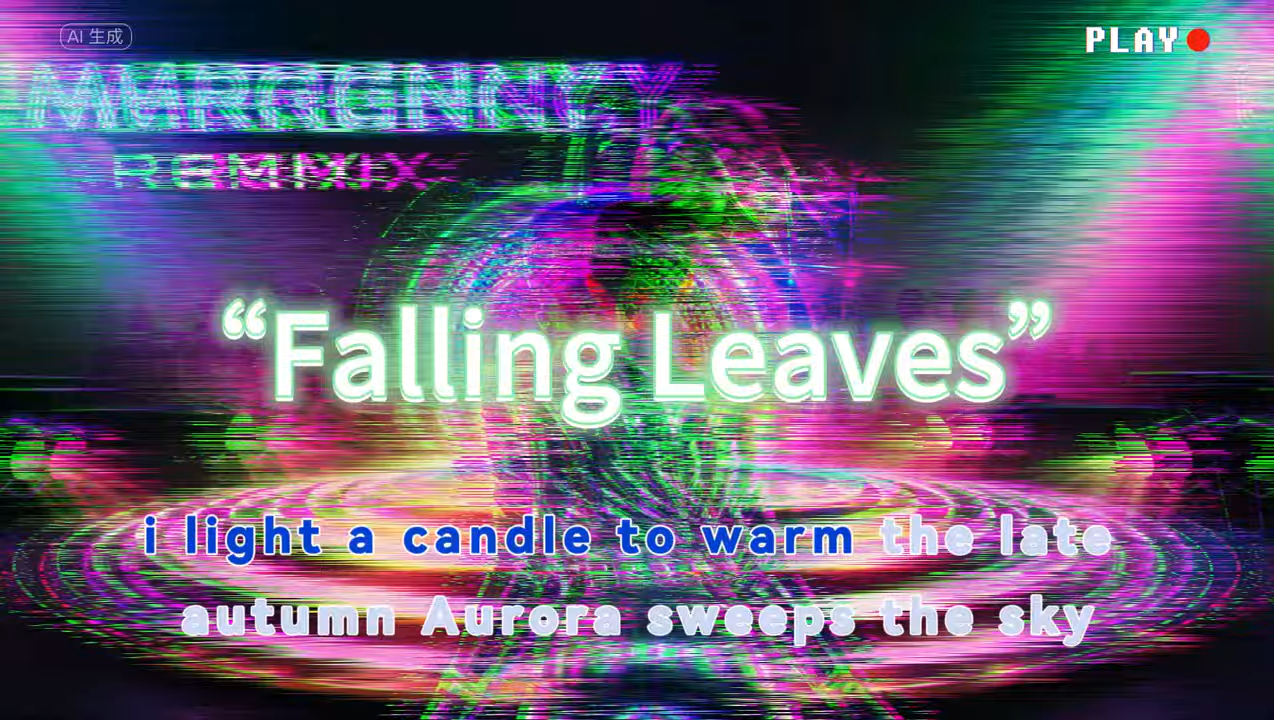 AI 生成
PLAY
REMIX
“Falling Leaves”
i light a candle to warm the late
autumn Aurora sweeps the sky